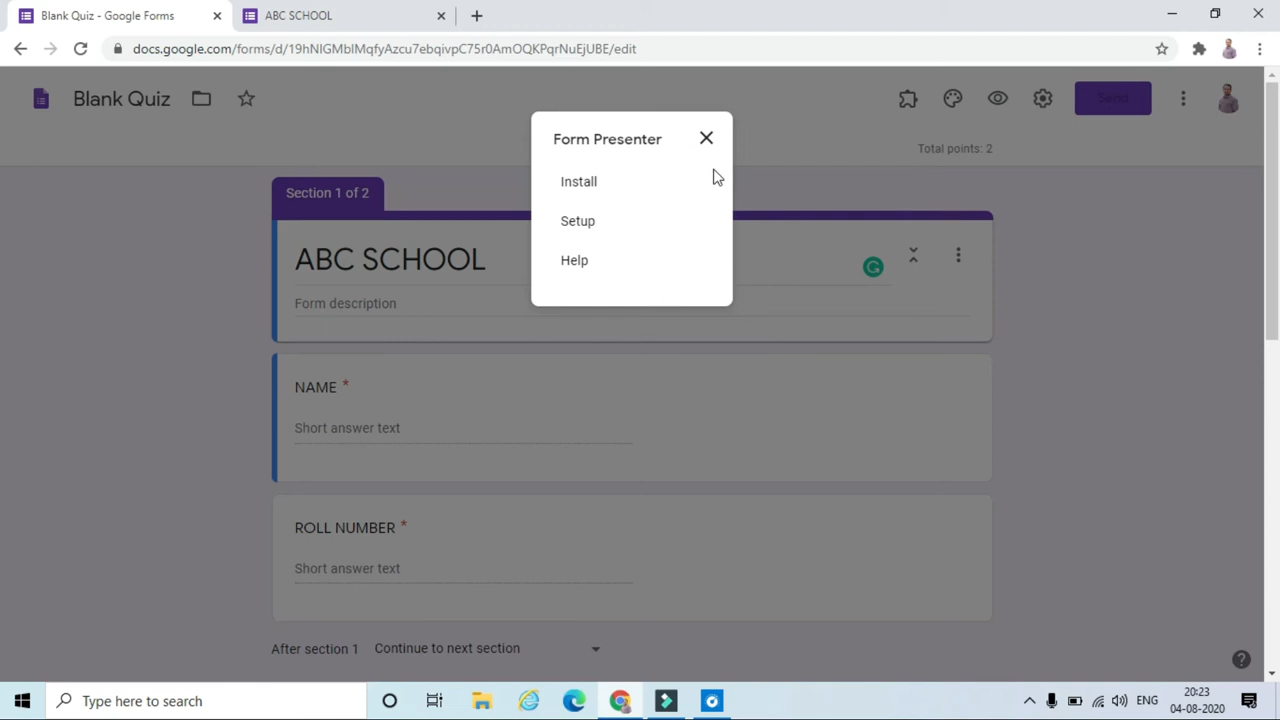 Blank Quiz - Google Forms
ABC SCHOOL
docs.google.com/forms/d/19hNIGMbIMqfyAzcu7ebqivpC75r0AmOQKPqrNuEjUBE/edit
Blank Quiz
Send
Total points: 2
Form Presenter
Install
Setup
Help
Section 1 of 2
ABC SCHOOL
Form description
NAME *
Short answer text
ROLL NUMBER *
Short answer text
After section 1 Continue to next section
Type here to search
ENG
20:23
04-08-2020